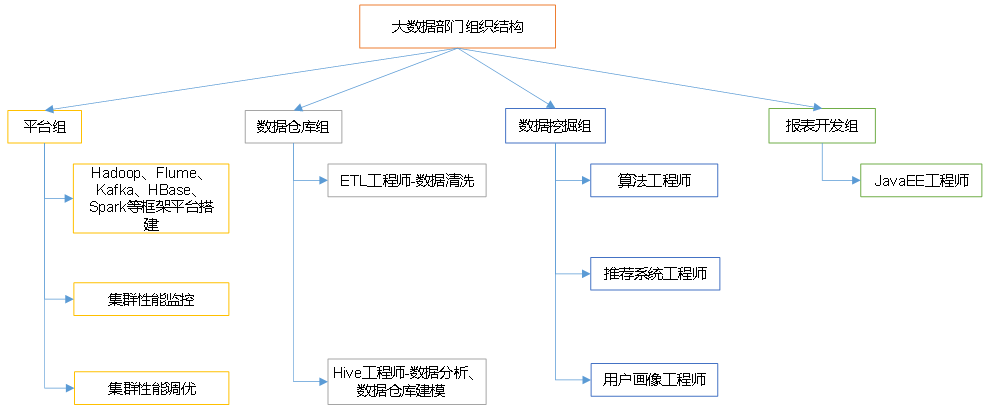 大数据部门组织结构
平台组
数据仓库组
数据挖掘组
报表开发组
Hadoop、Flume、
Kafka、HBase、
Spark等框架平台搭
建
ETL工程师-数据清洗
算法工程师
JavaEE工程师
集群性能监控
推荐系统工程师
集群性能调优
Hive工程师-数据分析、
数据仓库建模
用户画像工程师